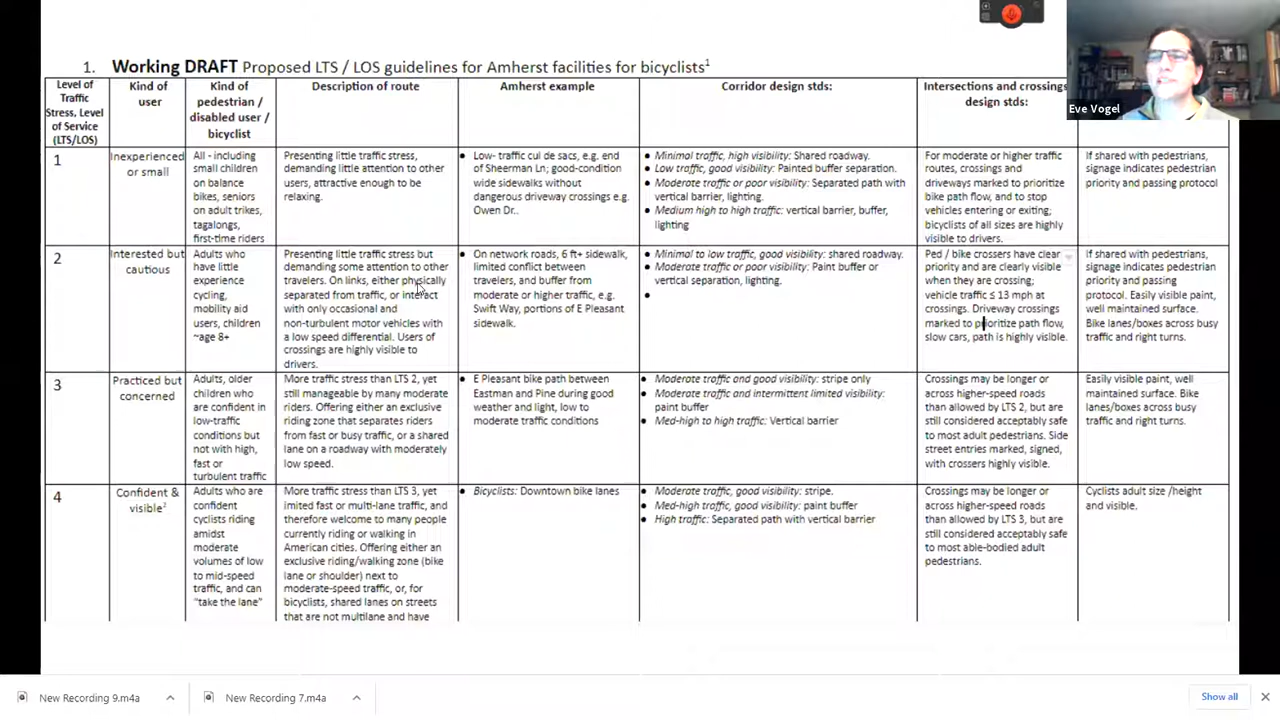 Eve Vogel
1. Working DRAFT Proposed LTS / LOS guidelines for Amherst facilities for bicyclists1
Level of
Traffic
Stress, Level
of Service
(LTS/LOS)
Kind of
user
Kind of
pedestrian /
disabled user /
bicyclist
Description of route
Amherst example
Corridor design stds:
Intersections and crossings
design stds:
1
Inexperienced
or small
All - including
small children
on balance
bikes, seniors
on adult trikes,
tagalongs,
first-time riders
Presenting little traffic stress,
demanding little attention to other
users, attractive enough to be
relaxing.
• Low- traffic cul de sacs, e.g. end
of Sherman Ln; good-condition
wide sidewalks without
dangerous driveway crossings e.g.
Owen Dr..
• Minimal traffic, high visibility: Shared roadway.
• Low traffic, good visibility: Painted buffer separation.
• Moderate traffic or poor visibility: Separated path with
vertical barrier, lighting.
• Medium high to high traffic: vertical barrier, buffer,
lighting
For moderate or higher traffic
routes, crossings and
driveways marked to prioritize
bike path flow, and to stop
vehicles entering or exiting;
bicyclists of all sizes are highly
visible to drivers.
If shared with pedestrians,
signage indicates pedestrian
priority and passing protocol
2
Interested but
cautious
Adults who
have little
experience
cycling,
mobility aid
users, children
~age 8+
Presenting little traffic stress but
demanding some attention to other
travelers. On links, either physically
separated from traffic, or interact
with only occasional and
non-turbulent motor vehicles with
a low speed differential. Users of
crossings are highly visible to
drivers.
• On network roads, 6 ft+ sidewalk,
limited conflict between
travelers, and buffer from
moderate or higher traffic, e.g.
Swift Way, portions of E Pleasant
sidewalk.
• Minimal to low traffic, good visibility: shared roadway.
• Moderate traffic or poor visibility: Paint buffer or
vertical separation, lighting.
•
Ped / bike crossers have clear
priority and are clearly visible
when they are crossing;
vehicle traffic ≤ 13 mph at
crossings. Driveway crossings
marked to prioritize path flow,
slow cars, path is highly visible.
If shared with pedestrians,
signage indicates pedestrian
priority and passing
protocol. Easily visible paint,
well maintained surface.
Bike lanes/boxes across busy
traffic and right turns.
3
Practiced but
concerned
Adults, older
children who
are confident in
low-traffic
conditions but
not with high,
fast or
turbulent traffic
More traffic stress than LTS 2, yet
still manageable by many moderate
riders. Offering either an exclusive
riding zone that separates riders
from fast or busy traffic, or a shared
lane on a roadway with moderately
low speed.
• E Pleasant bike path between
Eastman and Pine during good
weather and light, low to
moderate traffic conditions
• Moderate traffic and good visibility: stripe only
• Moderate traffic and intermittent limited visibility:
paint buffer
• Med-high to high traffic: Vertical barrier
Crossings may be longer or
across higher-speed roads
than allowed by LTS 2, but are
still considered acceptably safe
to most adult pedestrians. Side
street entries marked, signed,
with crossers highly visible.
Easily visible paint, well
maintained surface. Bike
lanes/boxes across busy
traffic and right turns.
4
Confident &
visible2
Adults who are
confident
cyclists riding
amidst
moderate
volumes of low
to mid-speed
traffic, and can
“take the lane”
More traffic stress than LTS 3, yet
imited fast or multi-lane traffic, and
therefore welcome to many people
currently riding or walking in
American cities. Offering either an
exclusive riding/walking zone (bike
lane or shoulder) next to
moderate-speed traffic, or, for
bicyclists, shared lanes on streets
that are not multilane and have
• Bicyclists: Downtown bike lanes
• Moderate traffic, good visibility: stripe.
• Med-high traffic, good visibility: paint buffer
• High traffic: Separated path with vertical barrier
Crossings may be longer or
across higher-speed roads
than allowed by LTS 3, but are
still considered acceptably safe
to most able-bodied adult
pedestrians.
Cyclists adult size /height
and visible.
New Recording 9.m4a
New Recording 7.m4a
Show all